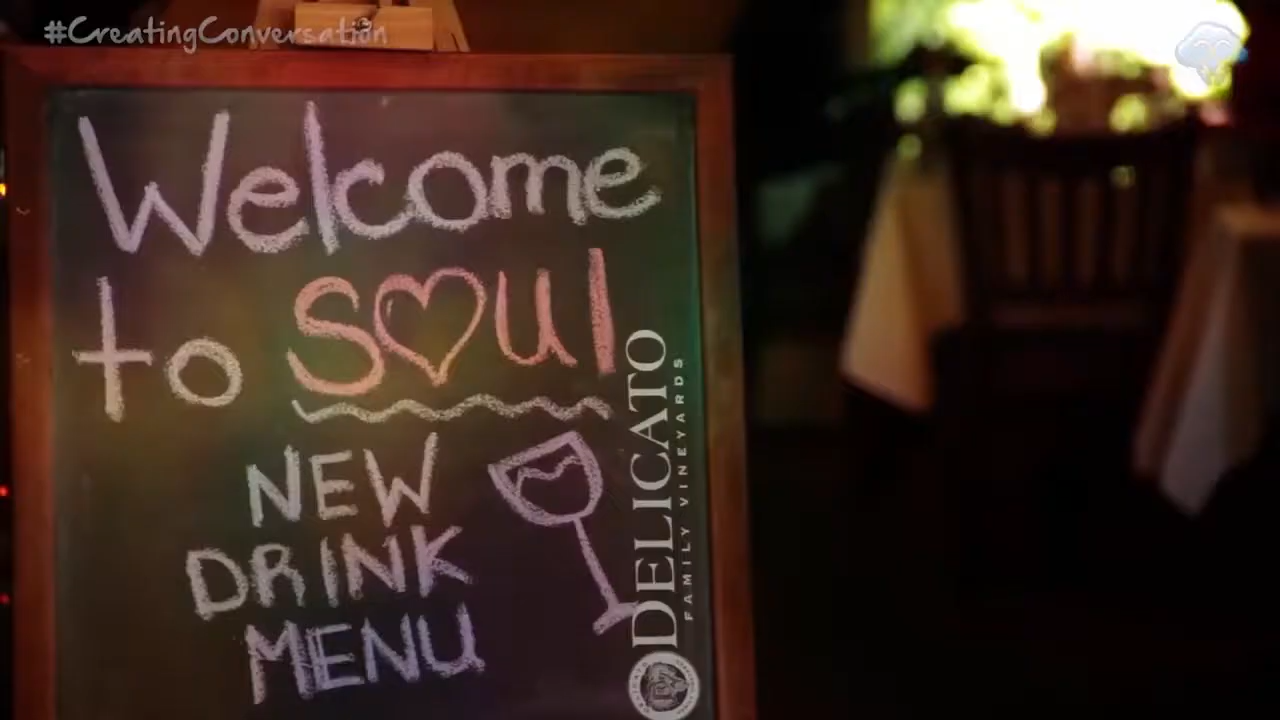 #CreatingConversation
Welcome
to soul
NEW
DRINK
MENU
DELICATO
FAMILY VINEYARDS